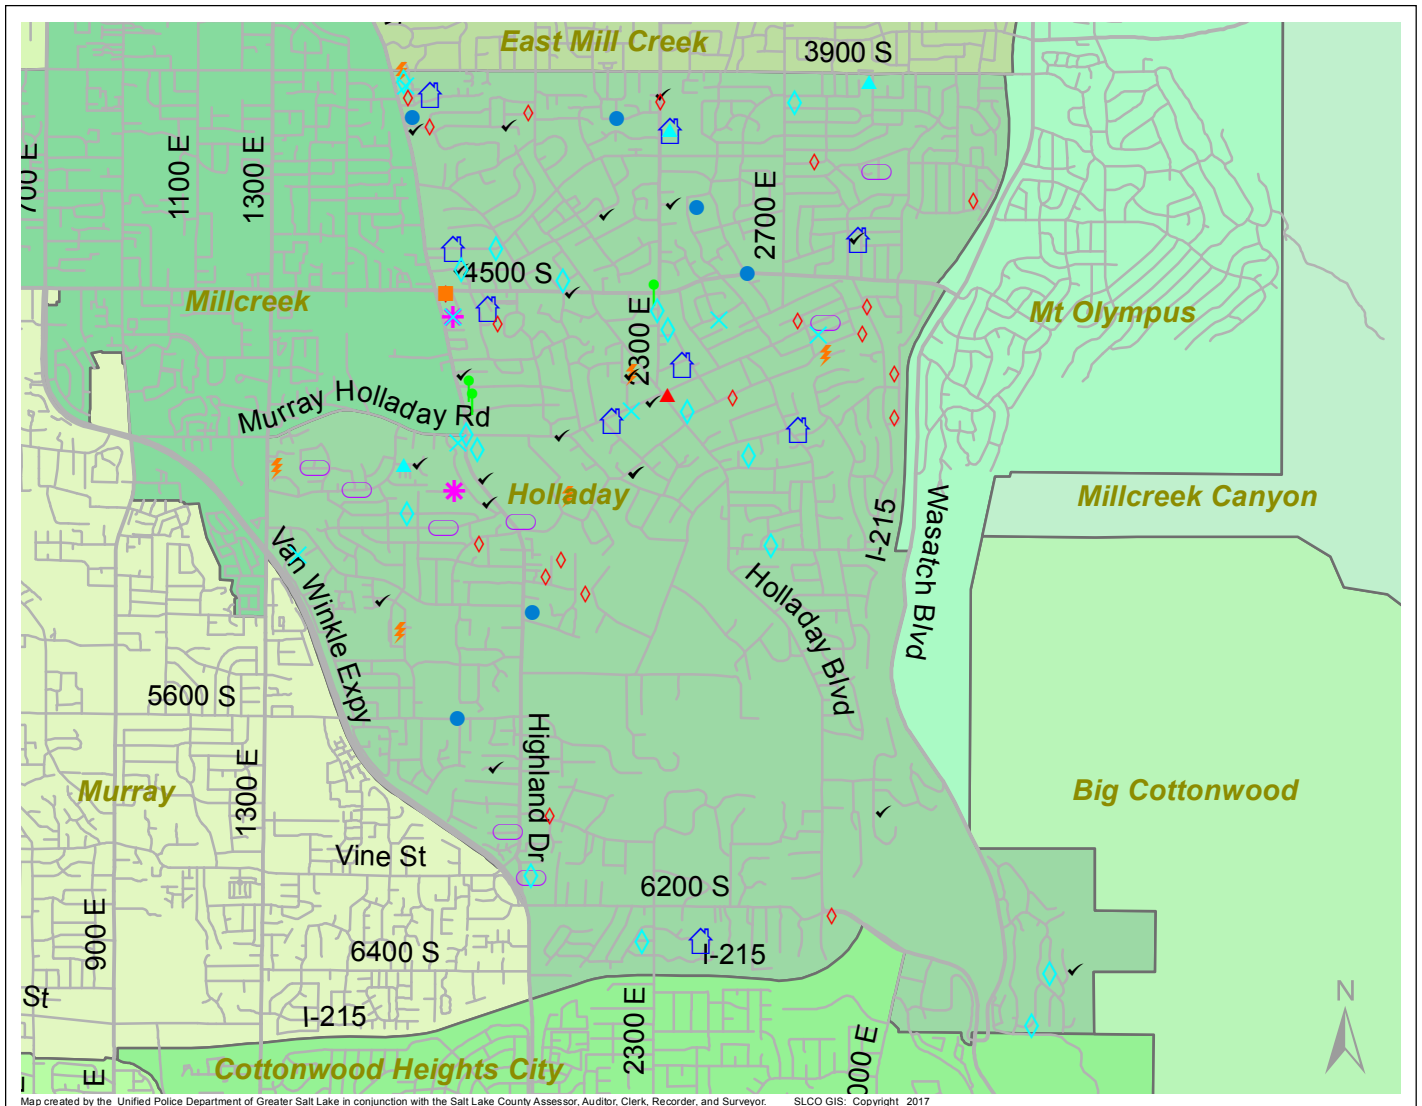 East Mill Creek
3900 S
700 E
1100 E
1300 E
2700 E
4500 S
Millcreek
Mt Olympus
2300 E
Murray Holladay Rd
Holladay
Millcreek Canyon
I-215
Wasatch Blvd
Van Winkle Expy
Holladay Blvd
5600 S
Highland Dr
Murray
1300 E
Big Cottonwood
Vine St
6200 S
900 E
6400 S
I-215
St
I-215
N
2300 E
Cottonwood Heights City
E
000 E
Map created by the Unified Police Department of Greater Salt Lake in conjunction with the Salt Lake County Assessor, Auditor, Clerk, Recorder, and Surveyor. SLCO GIS: Copyright 2017